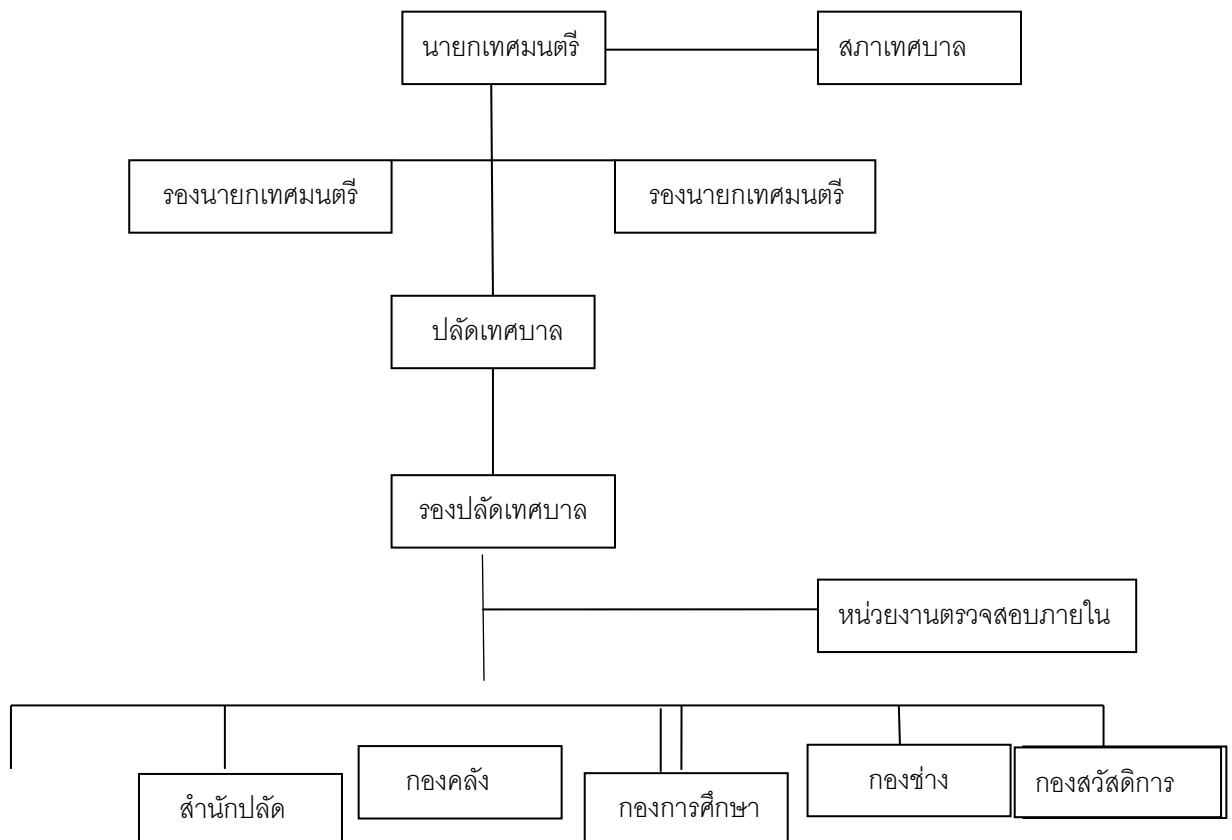 นายกเทศมนตรี
สภาเทศบาล
รองนายกเทศมนตรี
รองนายกเทศมนตรี
ปลัดเทศบาล
รองปลัดเทศบาล
หน่วยงานตรวจสอบภายใน
สำนักปลัด
กองคลัง
กองการศึกษา
กองช่าง
กองสวัสดิการ